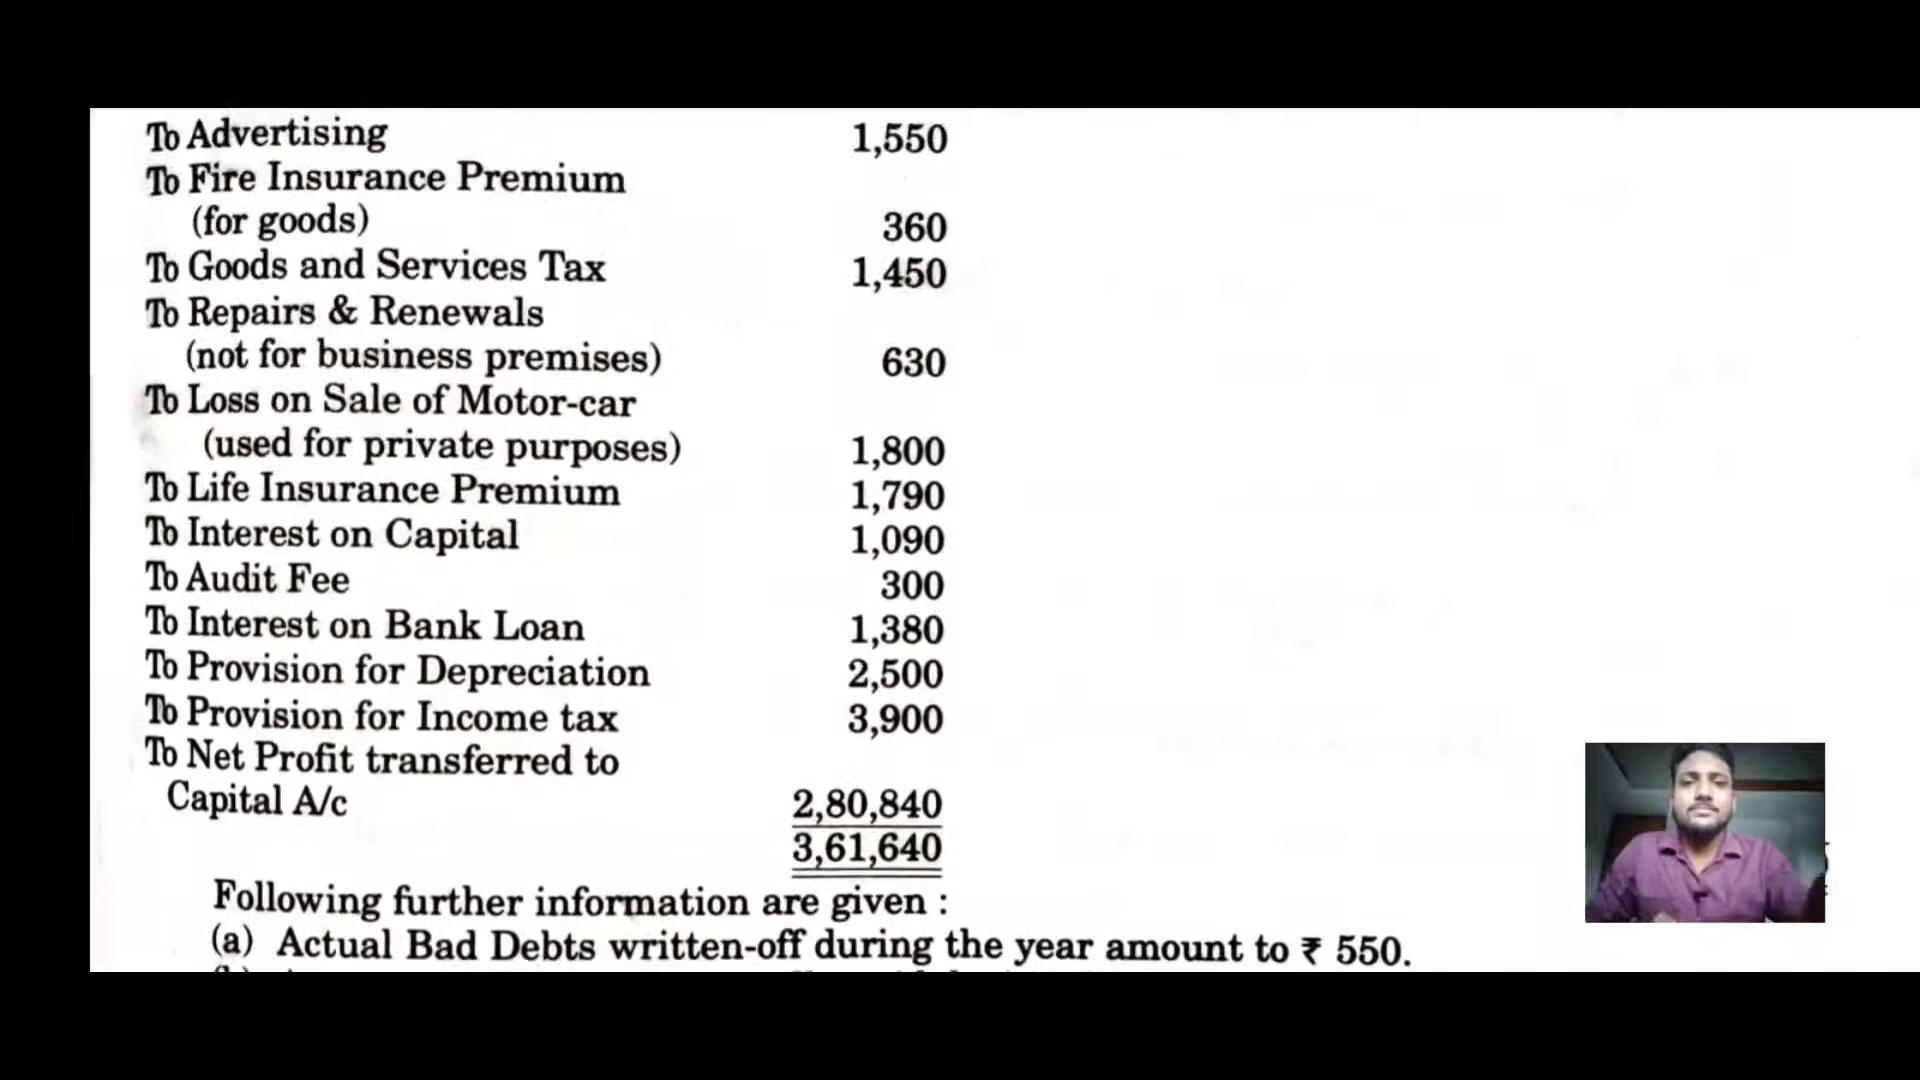 To Advertising 1,550
To Fire Insurance Premium
(for goods) 360
To Goods and Services Tax 1,450
To Repairs & Renewals
(not for business premises) 630
To Loss on Sale of Motor-car
(used for private purposes) 1,800
To Life Insurance Premium 1,790
To Interest on Capital 1,090
To Audit Fee 300
To Interest on Bank Loan 1,380
To Provision for Depreciation 2,500
To Provision for Income tax 3,900
To Net Profit transferred to
Capital A/c 2,80,840
3,61,640
Following further information are given :
(a) Actual Bad Debts written-off during the year amount to ₹ 550.